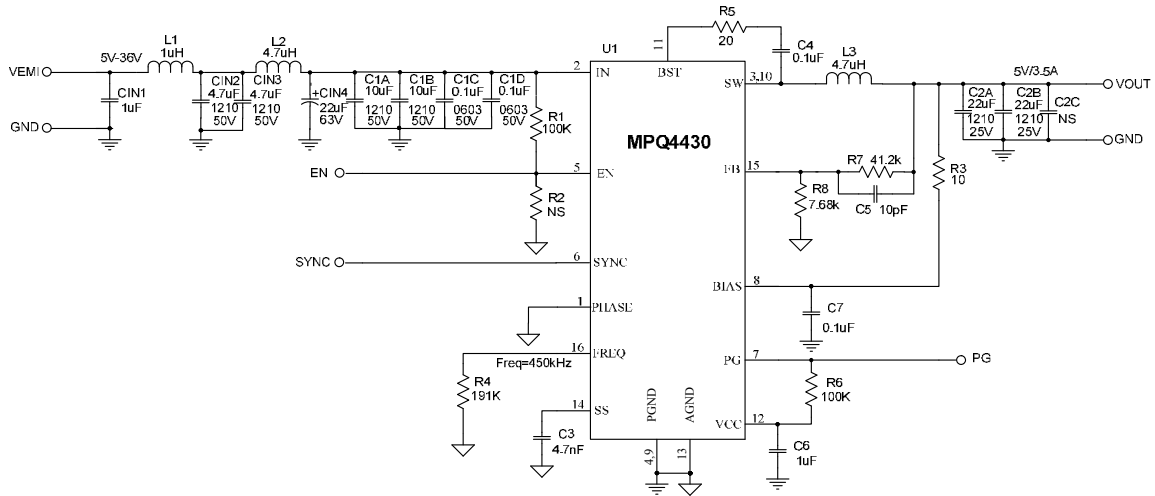 R5
20
C4
0.1uF
U1
11
BST
5V-36V
L1
1uH
L2
4.7uH
L3
4.7uH
VEMI
GND
CIN1
1uF
CIN2
4.7uF
1210
50V
CIN3
4.7uF
1210
50V
+
CIN4
22uF
63V
C1A
10uF
1210
50V
C1B
10uF
1210
50V
C1C
0.1uF
0603
50V
C1D
0.1uF
0603
50V
2
IN
SW
3,10
5V/3.5A
VOUT
C2A
22uF
1210
25V
C2B
22uF
1210
25V
C2C
NS
GND
R1
100K
MPQ4430
FB
15
R7
41.2k
R8
7.68k
C5
10pF
R3
10
EN
5
EN
R2
NS
SYNC
6
SYNC
BIAS
8
C7
0.1uF
1
PHASE
16
FREQ
Freq=450kHz
R4
191K
PG
7
PG
R6
100K
14
SS
C3
4.7nF
VCC
12
C6
1uF
PGND
AGND
4,9
13